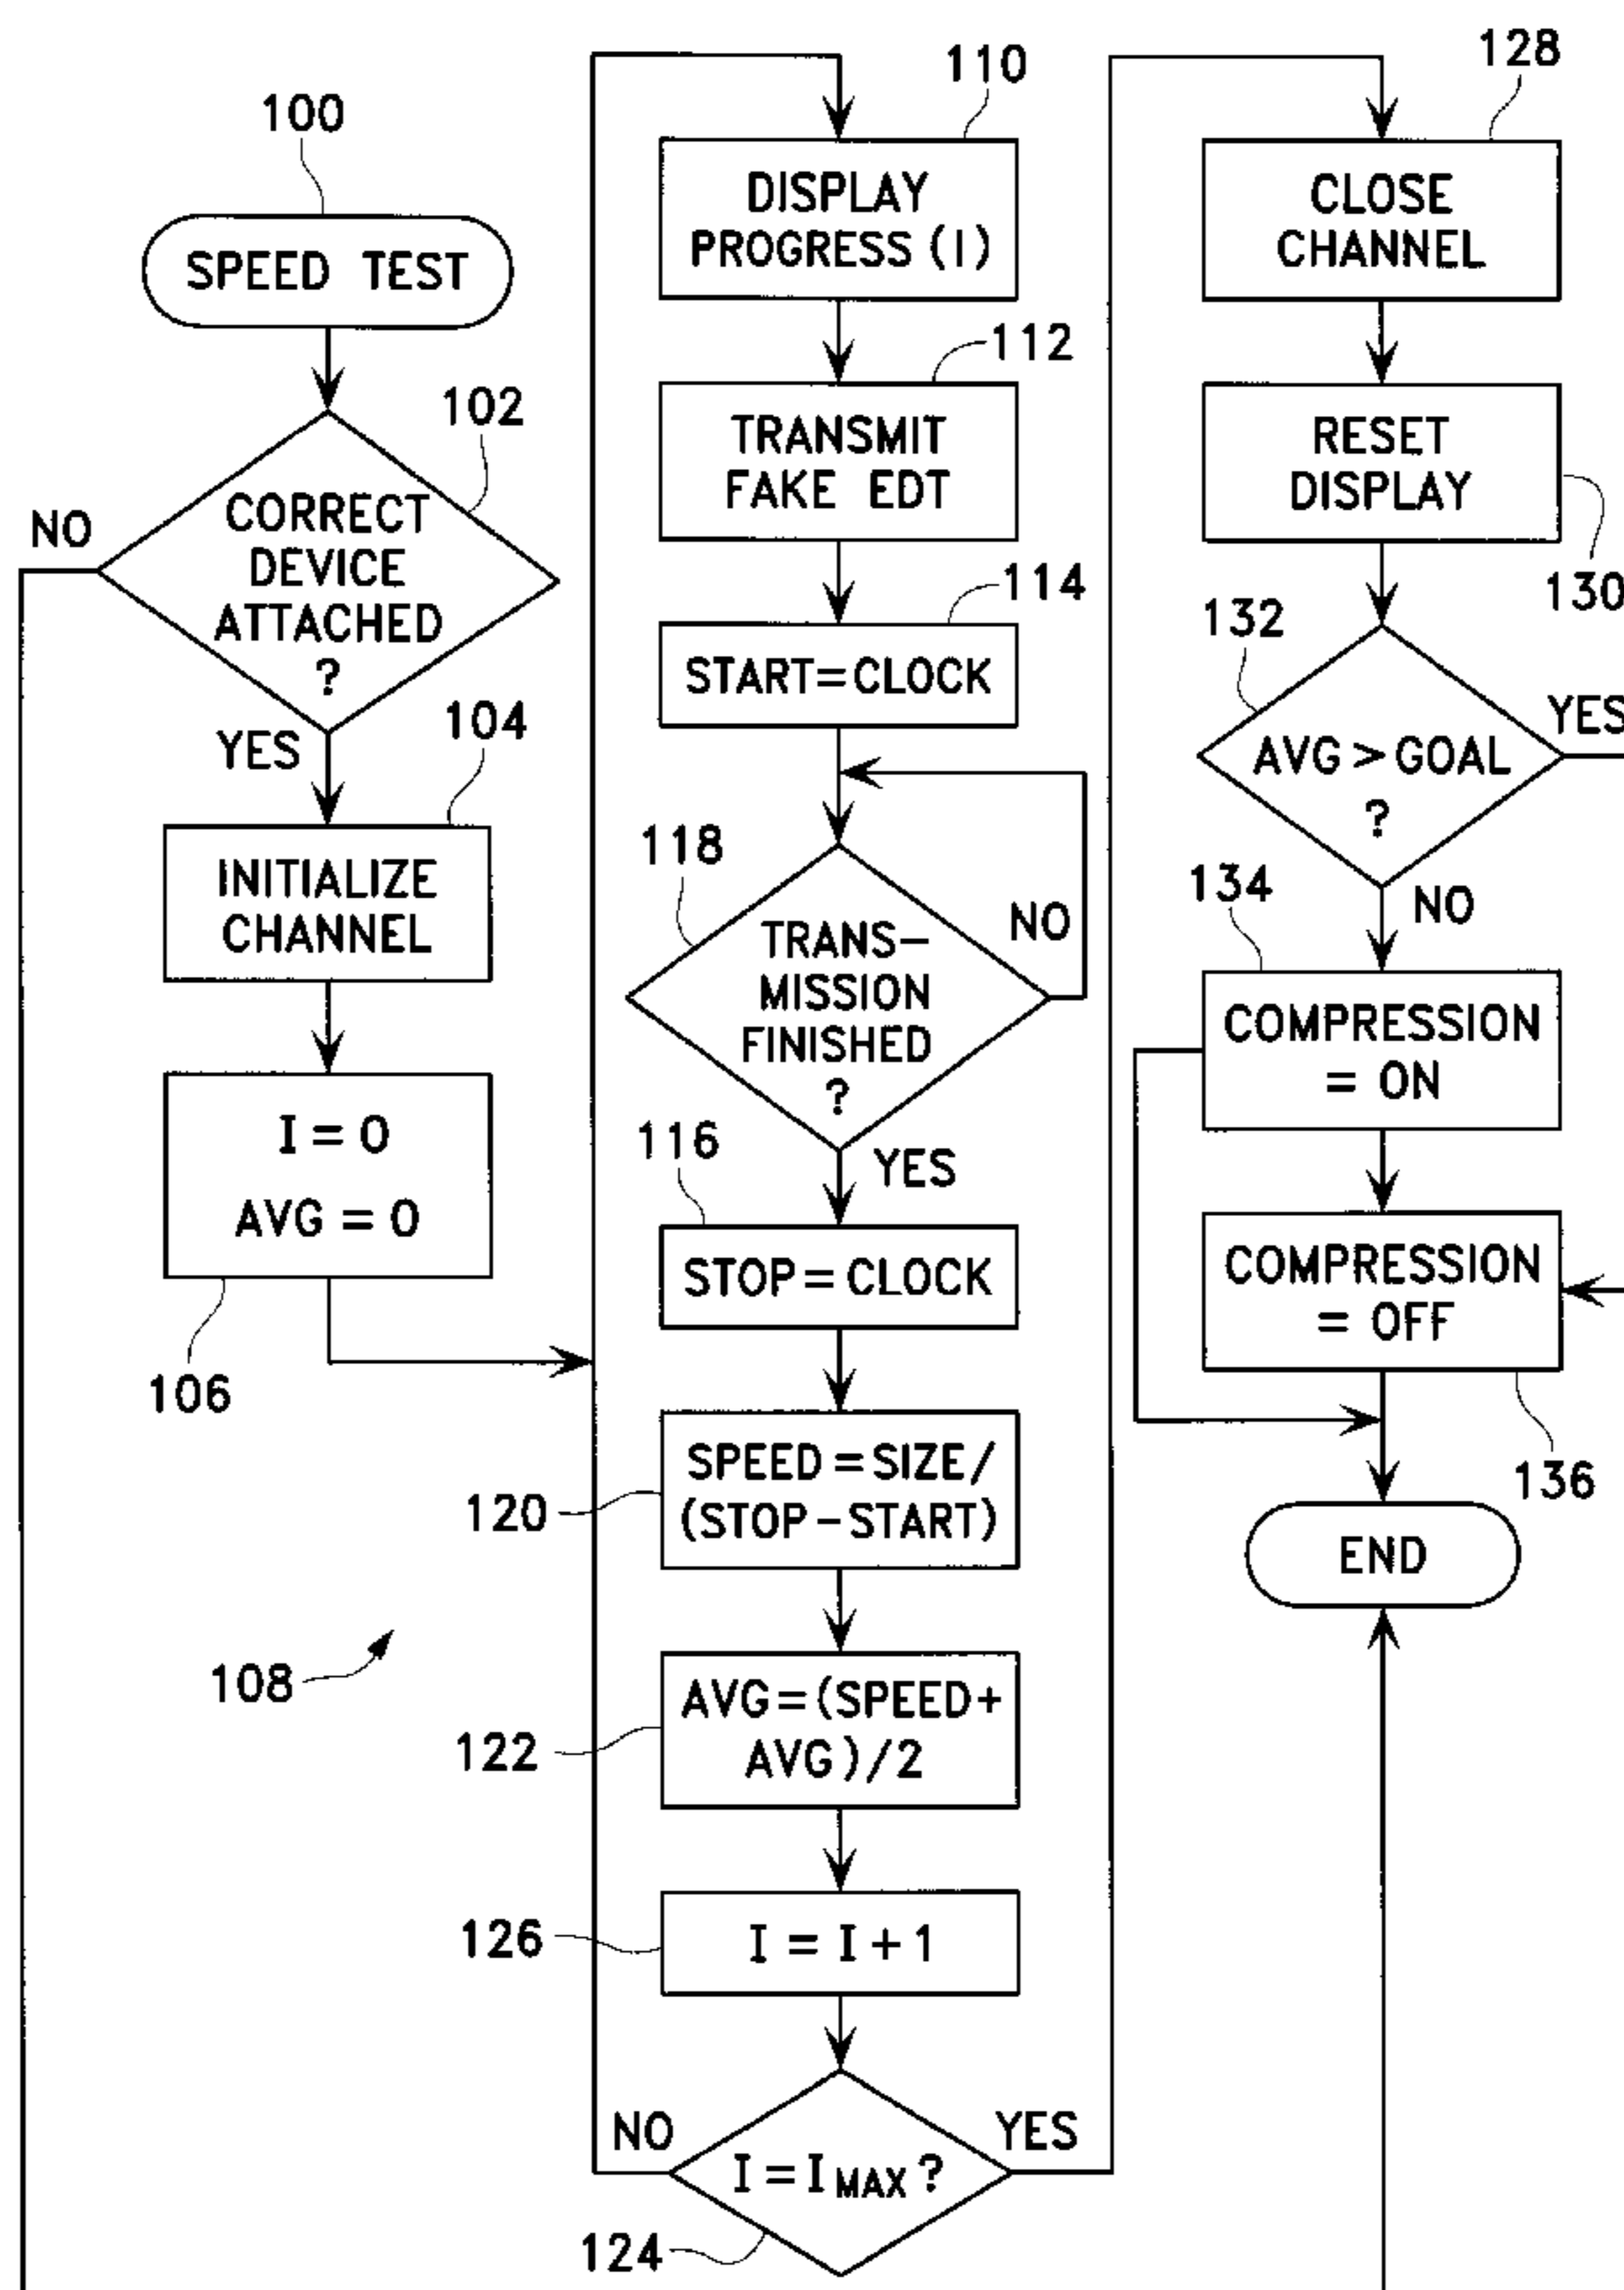 100
SPEED TEST
102
CORRECT
DEVICE
ATTACHED
?
NO
YES
104
INITIALIZE
CHANNEL
I = 0
AVG = 0
106
108
110
DISPLAY
PROGRESS (I)
112
TRANSMIT
FAKE EDT
114
START=CLOCK
118
TRANS-
MISSION
FINISHED
?
NO
YES
116
STOP=CLOCK
SPEED=SIZE/
(STOP-START)
120
AVG=(SPEED+
AVG)/2
122
I = I + 1
126
NO
YES
I = I MAX ?
124
128
CLOSE
CHANNEL
RESET
DISPLAY
130
132
AVG > GOAL
?
YES
NO
134
COMPRESSION
= ON
COMPRESSION
= OFF
136
END